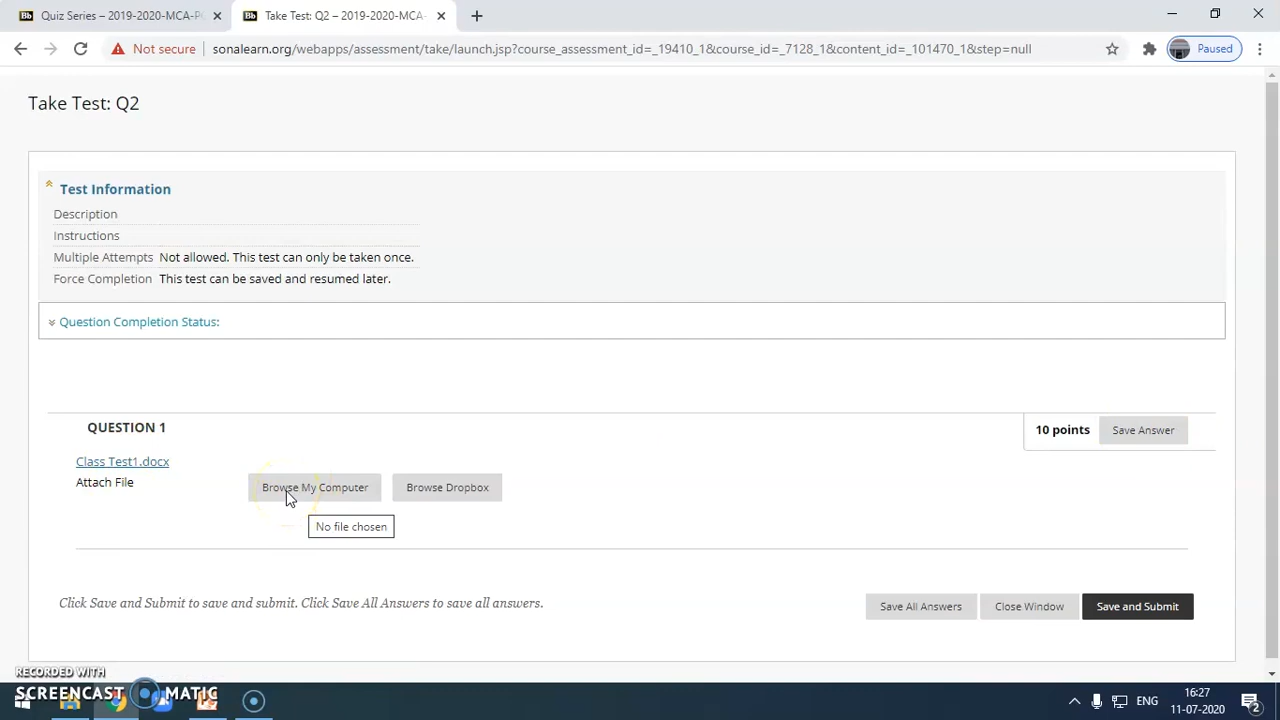 Quiz Series – 2019-2020-MCA-P
Take Test: Q2 – 2019-2020-MCA-
Not secure
sonalearn.org/webapps/assessment/take/launch.jsp?course_assessment_id=_19410_1&course_id=_7128_1&content_id=_101470_1&step=null
Paused
Take Test: Q2
Test Information
Description
Instructions
Multiple Attempts Not allowed. This test can only be taken once.
Force Completion This test can be saved and resumed later.
Question Completion Status:
QUESTION 1
10 points
Save Answer
Class Test1.docx
Attach File
Browse My Computer
Browse Dropbox
No file chosen
Click Save and Submit to save and submit. Click Save All Answers to save all answers.
Save All Answers
Close Window
Save and Submit
RECORDED WITH
SCREENCAST MATIC
ENG
16:27
11-07-2020
2